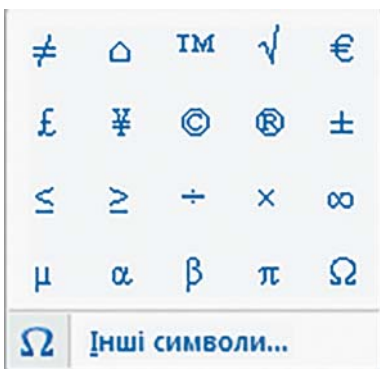 ≠ ⌂ ™ √ €
£ ¥ © ® ±
≤ ≥ ÷ × ∞
µ α β π Ω
Ω Інші символи...